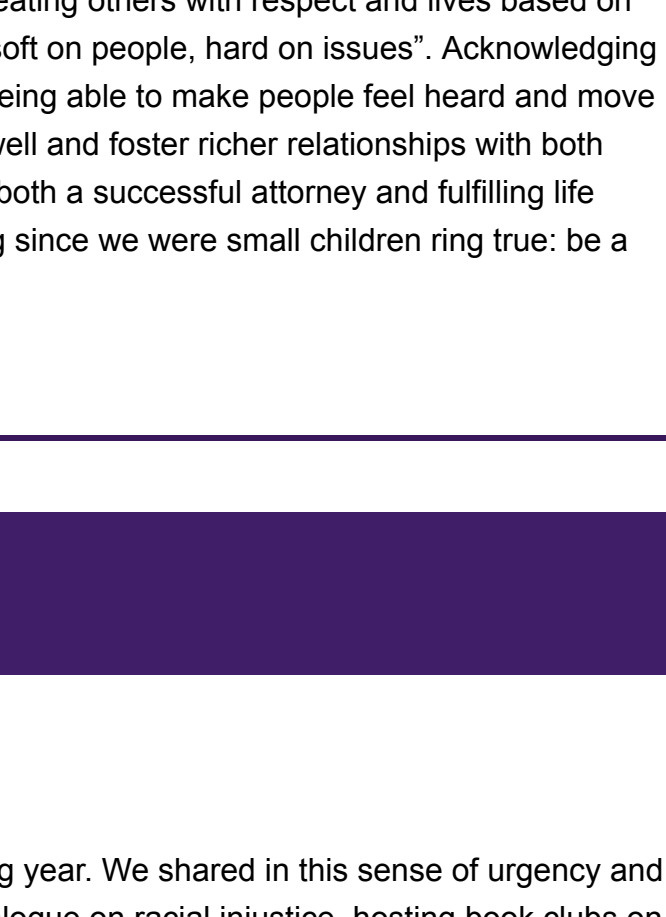 eating others with respect and lives based on
soft on people, hard on issues”. Acknowledging
eing able to make people feel heard and move
well and foster richer relationships with both
both a successful attorney and fulfilling life
g since we were small children ring true: be a
g year. We shared in this sense of urgency and
logue on racial injustice, hosting book clubs on